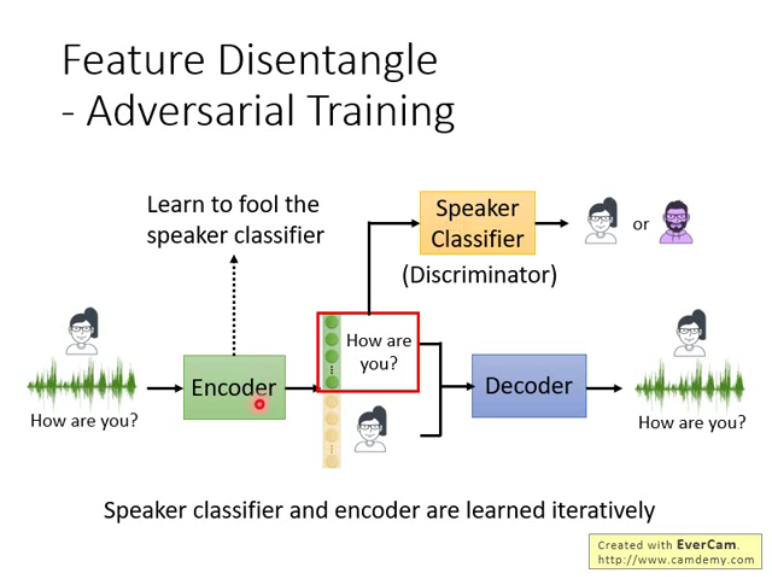 Feature Disentangle
- Adversarial Training
Learn to fool the
speaker classifier
Speaker
Classifier
(Discriminator)
or
How are
you?
Encoder
Decoder
How are you?
How are you?
Speaker classifier and encoder are learned iteratively
Created with EverCam.
http://www.camdemy.com